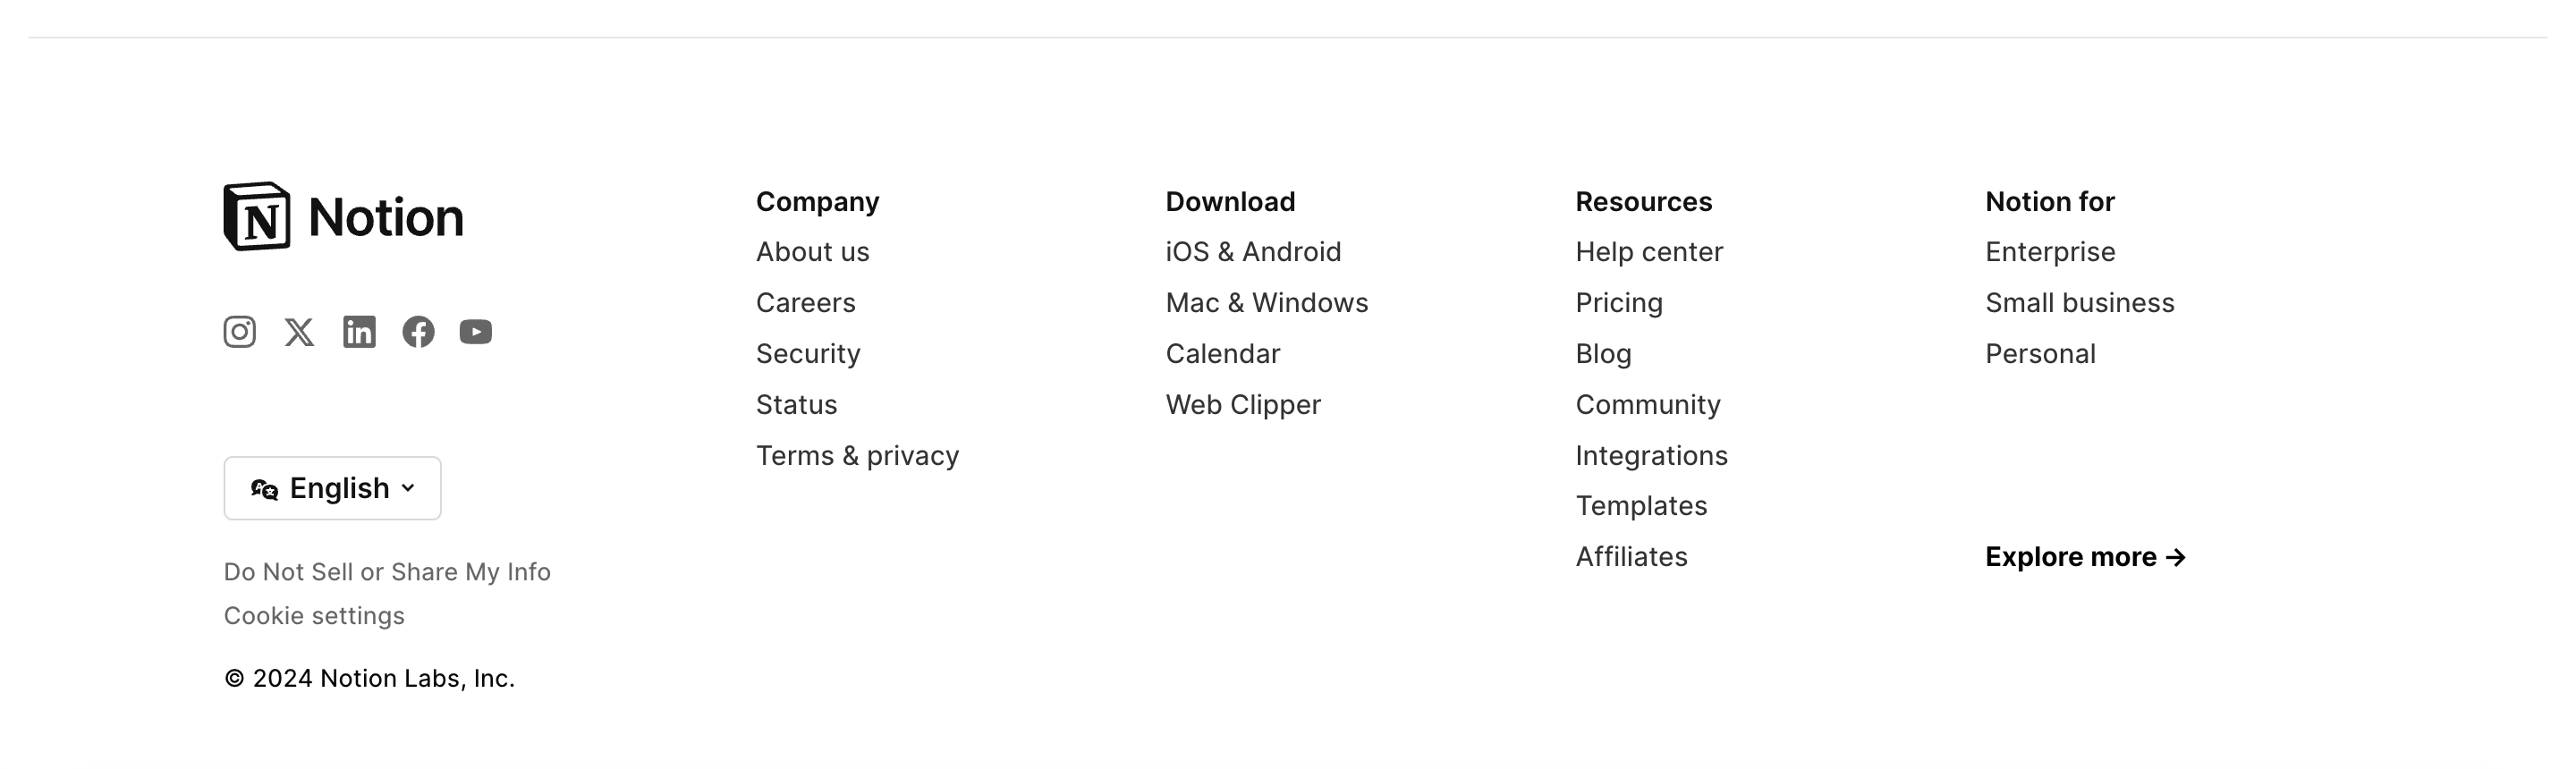 Notion
English
Do Not Sell or Share My Info
Cookie settings
© 2024 Notion Labs, Inc.
Company
About us
Careers
Security
Status
Terms & privacy
Download
iOS & Android
Mac & Windows
Calendar
Web Clipper
Resources
Help center
Pricing
Blog
Community
Integrations
Templates
Affiliates
Notion for
Enterprise
Small business
Personal
Explore more →